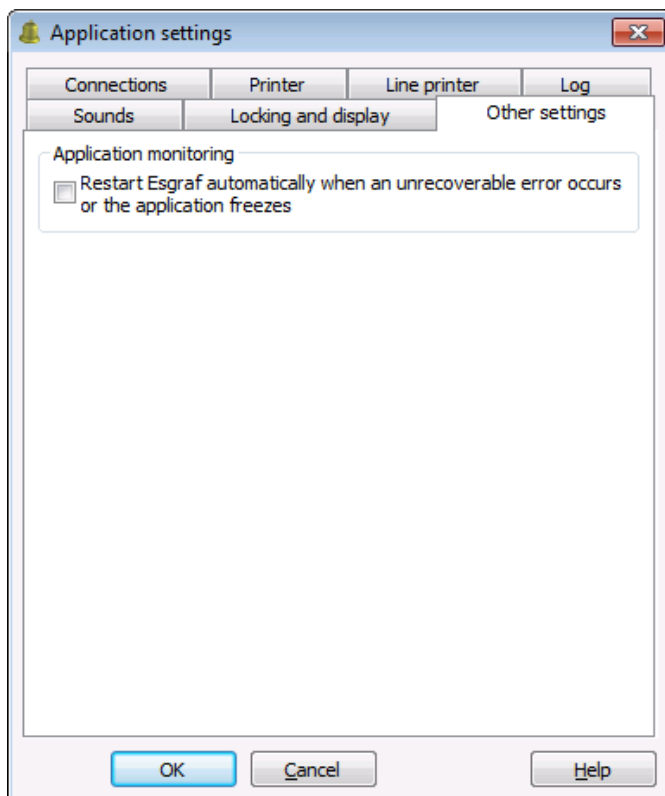 Application settings
Connections Printer Line printer Log
Sounds Locking and display Other settings
Application monitoring
Restart Esgraf automatically when an unrecoverable error occurs
or the application freezes
OK Cancel Help